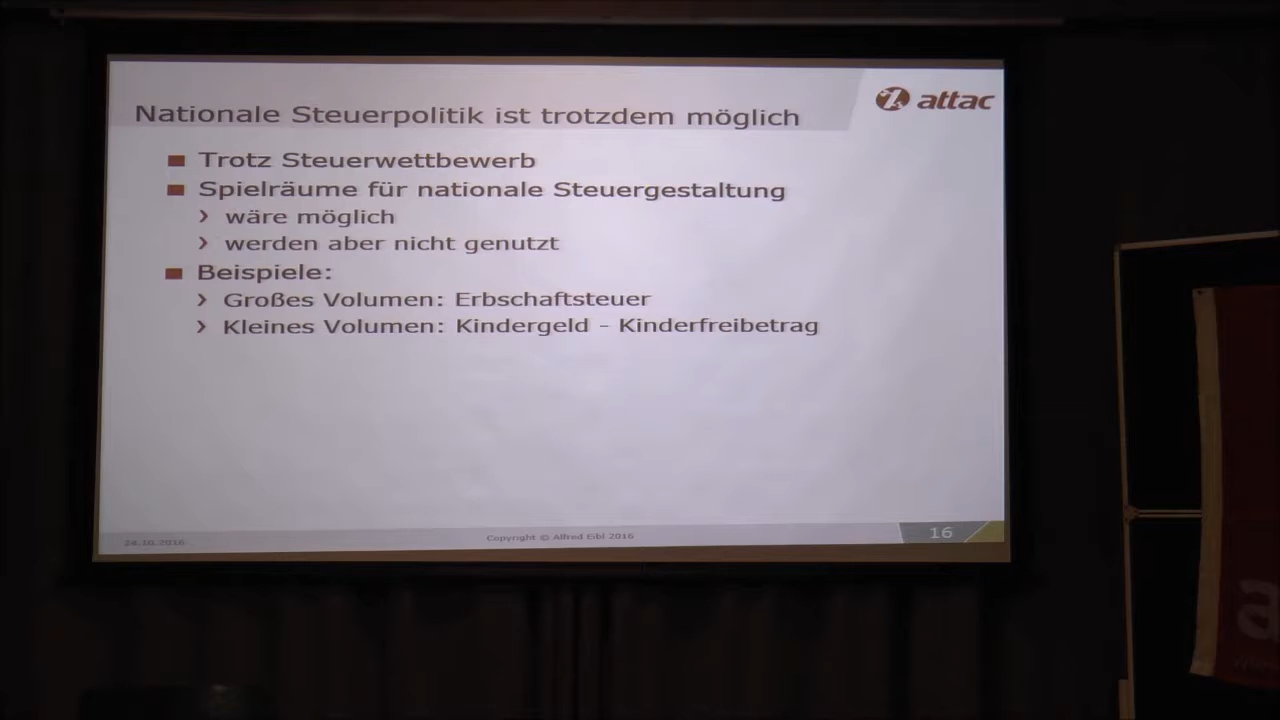 Nationale Steuerpolitik ist trotzdem möglich
attac
■ Trotz Steuerwettbewerb
■ Spielräume für nationale Steuergestaltung
› wäre möglich
› werden aber nicht genutzt
■ Beispiele:
› Großes Volumen: Erbschaftsteuer
› Kleines Volumen: Kindergeld - Kinderfreibetrag
24.10.2016
Copyright © Alfred Eibl 2016
16
a